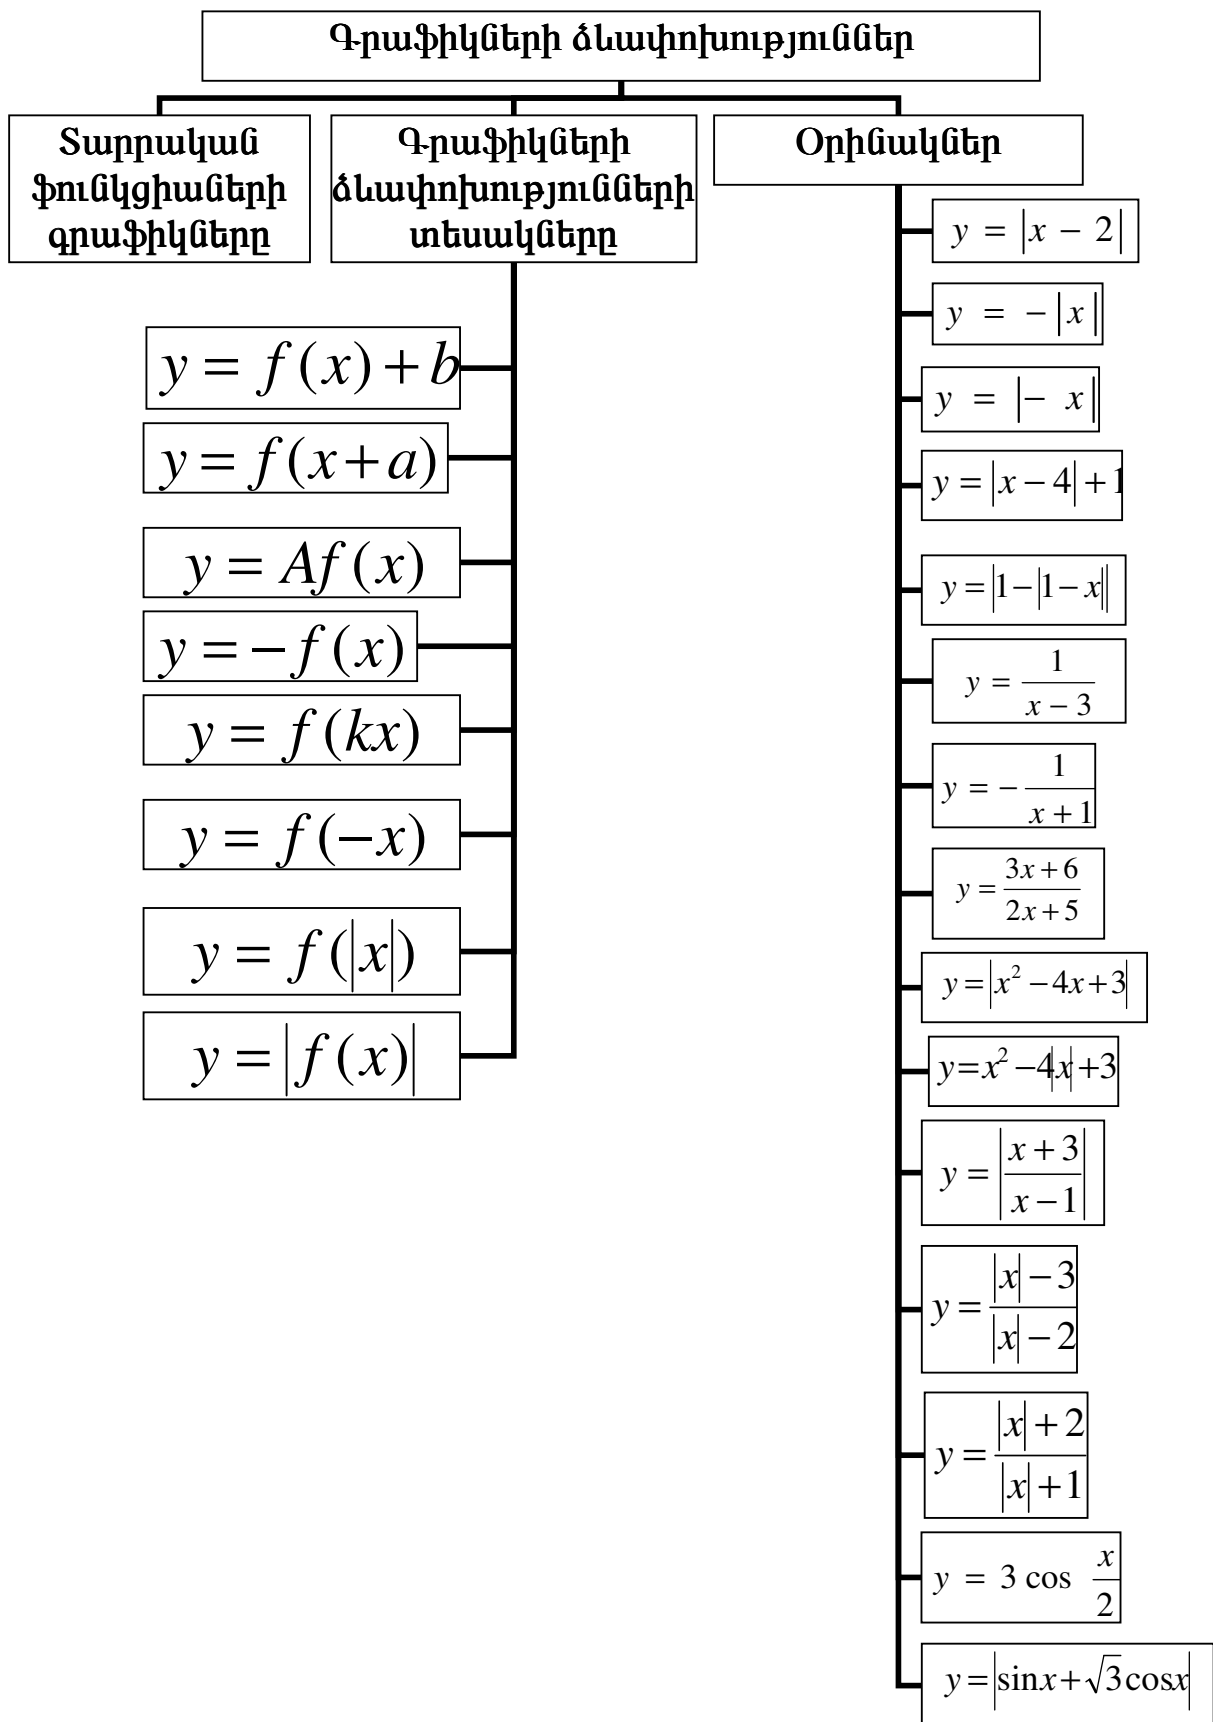 Գրաֆիկների ձևափոխություններ
Տարրական
ֆունկցիաների
գրաֆիկները
Գրաֆիկների
ձևափոխությունների
տեսակները
Օրինակներ
y = f(x) + b
y = f(x + a)
y = Af(x)
y = −f(x)
y = f(kx)
y = f(−x)
y = f(|x|)
y = |f(x)|
y = |x − 2|
y = −|x|
y = |− x|
y = |x − 4| + 1
y = |1 − |1 − x||
y = 1/(x − 3)
y = − 1/(x + 1)
y = (3x + 6)/(2x + 5)
y = |x² − 4x + 3|
y = x² − 4|x| + 3
y = |(x + 3)/(x − 1)|
y = (|x| − 3)/(|x| − 2)
y = (|x| + 2)/(|x| + 1)
y = 3 cos x/2
y = |sin x + √3 cos x|